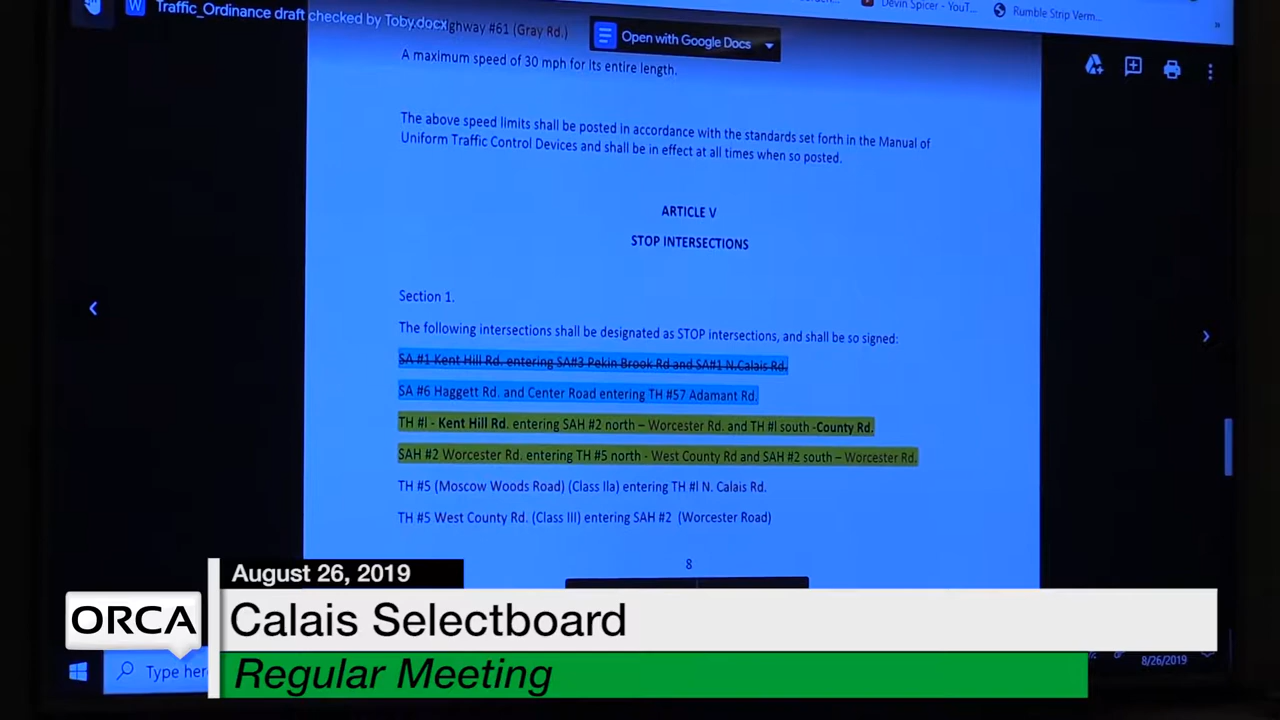 Devin Spicer - YouT...
Rumble Strip Verm...
»
W Traffic_Ordinance draft checked by Toby.docx
ghway #61 (Gray Rd.)
Open with Google Docs
A maximum speed of 30 mph for its entire length.
The above speed limits shall be posted in accordance with the standards set forth in the Manual of
Uniform Traffic Control Devices and shall be in effect at all times when so posted.
ARTICLE V
STOP INTERSECTIONS
Section 1.
The following intersections shall be designated as STOP intersections, and shall be so signed:
SA #1 Kent Hill Rd. entering SA#3 Pekin Brook Rd and SA#1 N.Calais Rd.
SA #6 Haggett Rd. and Center Road entering TH #57 Adamant Rd.
TH #l - Kent Hill Rd. entering SAH #2 north – Worcester Rd. and TH #l south -County Rd.
SAH #2 Worcester Rd. entering TH #5 north - West County Rd and SAH #2 south – Worcester Rd.
TH #5 (Moscow Woods Road) (Class IIa) entering TH #l N. Calais Rd.
TH #5 West County Rd. (Class III) entering SAH #2 (Worcester Road)
8
August 26, 2019
ORCA
Calais Selectboard
Regular Meeting
Type her
8/26/2019